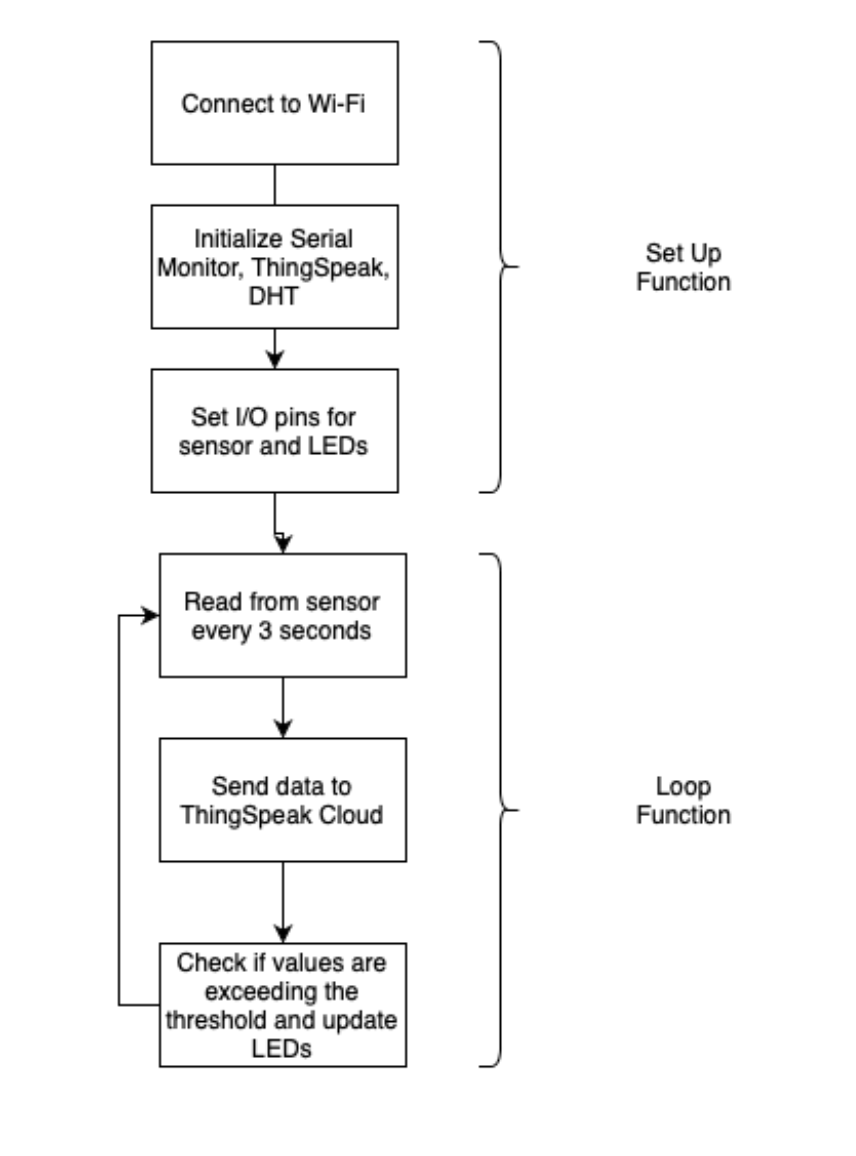 Connect to Wi-Fi
Initialize Serial
Monitor, ThingSpeak,
DHT
Set Up
Function
Set I/O pins for
sensor and LEDs
Read from sensor
every 3 seconds
Send data to
ThingSpeak Cloud
Loop
Function
Check if values are
exceeding the
threshold and update
LEDs